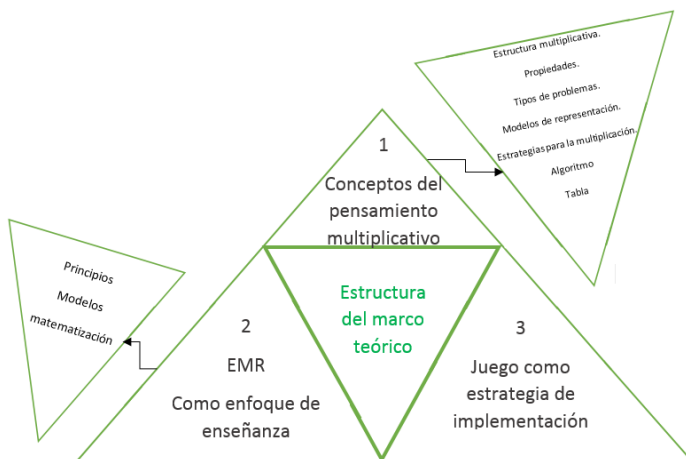 Estructura multiplicativa.
Propiedades.
Tipos de problemas.
Modelos de representación.
Estrategias para la multiplicación.
Algoritmo
Tabla
1
Conceptos del
pensamiento
multiplicativo
Principios
Modelos
matematización
Estructura
del marco
teórico
2
EMR
Como enfoque de
enseñanza
3
Juego como
estrategia de
implementación